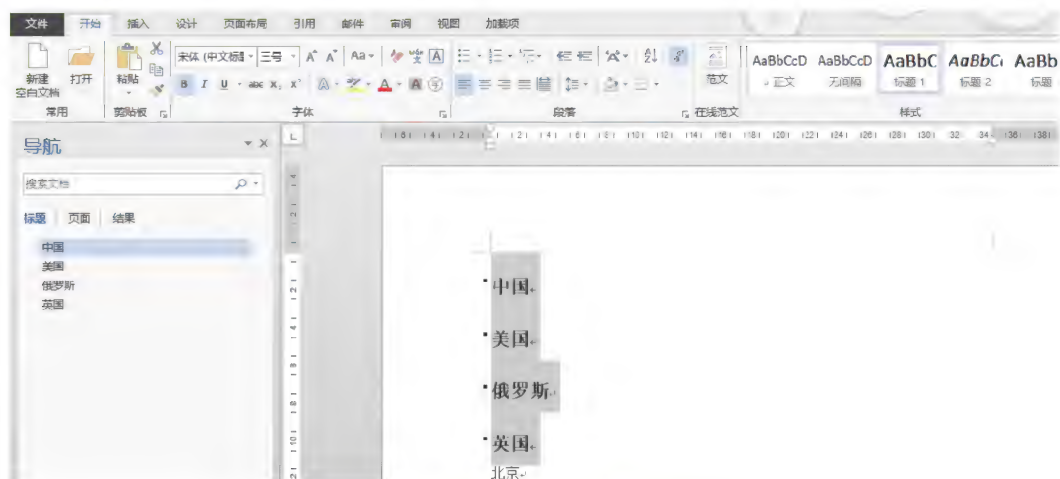 文件 开始 插入 设计 页面布局 引用 邮件 审阅 视图 加载项
宋体 (中文标题 三号 A A Aa A
AaBbCcD AaBbCcD AaBbC AaBbC AaBb
新建 打开 粘贴 B I U abc X, X² A A A 范文 正文 无间隔 标题 1 标题 2 标题
空白文档
常用 剪贴板 字体 段落 在线范文 样式
导航
搜索文档
标题 页面 结果
中国
美国
俄罗斯
英国
中国
美国
俄罗斯
英国
北京